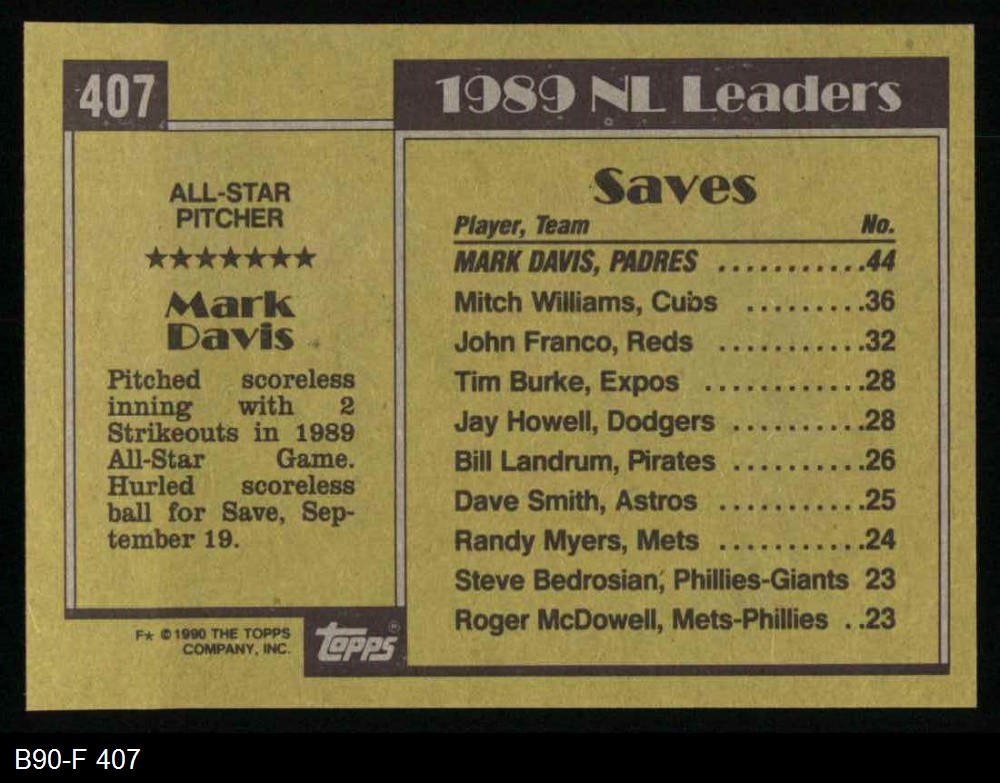 407
ALL-STAR
PITCHER
★★★★★★★
Mark
Davis
Pitched scoreless
inning with 2
Strikeouts in 1989
All-Star Game.
Hurled scoreless
ball for Save, Sep-
tember 19.
F★ © 1990 THE TOPPS
COMPANY, INC.
topps®
1989 NL Leaders
Saves
Player, Team No.
MARK DAVIS, PADRES ...........44
Mitch Williams, Cubs .........36
John Franco, Reds ...........32
Tim Burke, Expos ............28
Jay Howell, Dodgers ...........28
Bill Landrum, Pirates ..........26
Dave Smith, Astros ...........25
Randy Myers, Mets ...........24
Steve Bedrosian, Phillies-Giants 23
Roger McDowell, Mets-Phillies ..23
B90-F 407